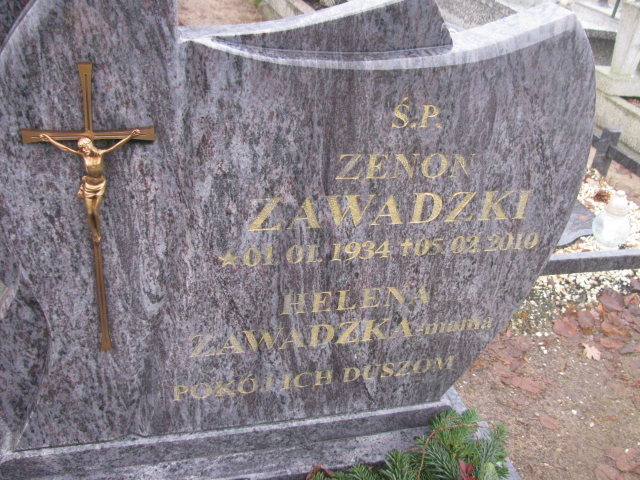 Ś.P.
ZENON
ZAWADZKI
★01.01.1934 ✝05.02.2010
HELENA
ZAWADZKA-mama
POKÓJ ICH DUSZOM